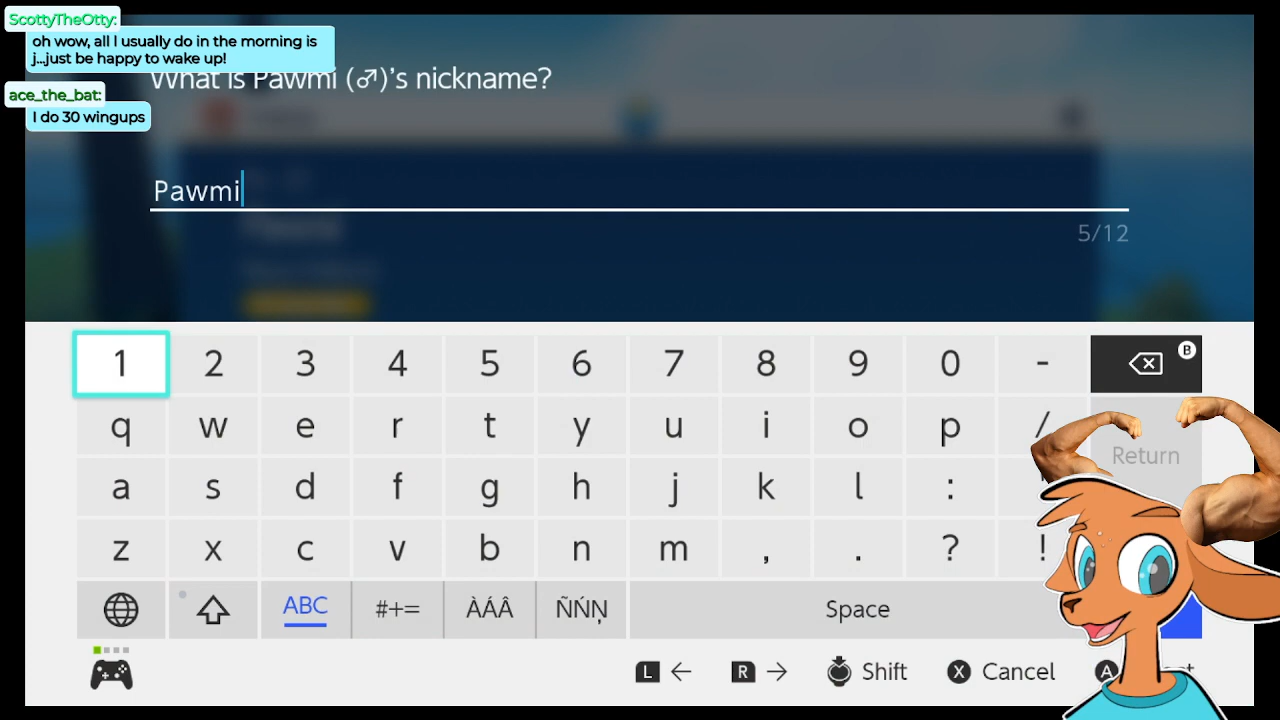 ScottyTheOtty:
oh wow, all I usually do in the morning is
j...just be happy to wake up!
ace_the_bat:
I do 30 wingups
What is Pawmi (♂)'s nickname?
Pawmi
5/12
1 2 3 4 5 6 7 8 9 0 - B
q w e r t y u i o p /
Return
a s d f g h j k l :
z x c v b n m , . ? !
ABC #+= ÀÁÂ ÑŃŅ Space
L ← R → Shift X Cancel A